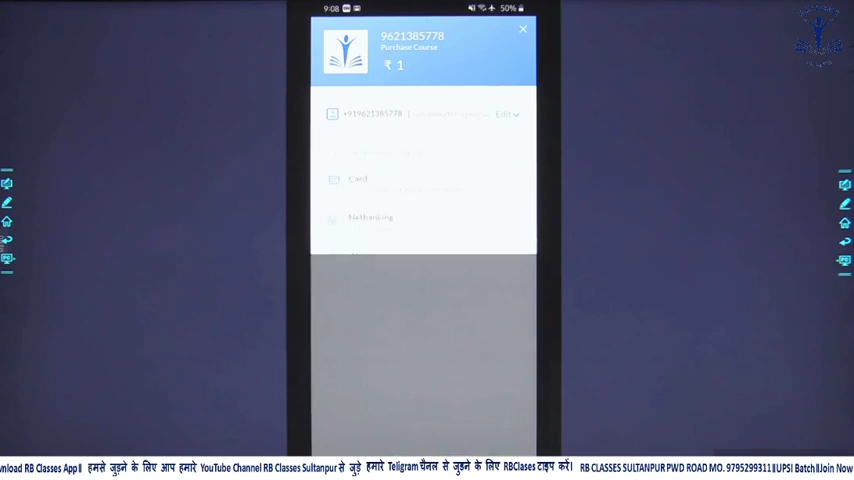 9:08
50%
9621385778
Purchase Course
₹ 1
+919621385778 |
Edit
Card
Netbanking
wnload RB Classes App॥ हमसे जुड़ने के लिए आप हमारे YouTube Channel RB Classes Sultanpur से जुड़े हमारे Teligram चैनल से जुडने के लिए RBClases टाइप करें। RB CLASSES SULTANPUR PWD ROAD MO. 9795299311॥UPSI Batch॥Join Now